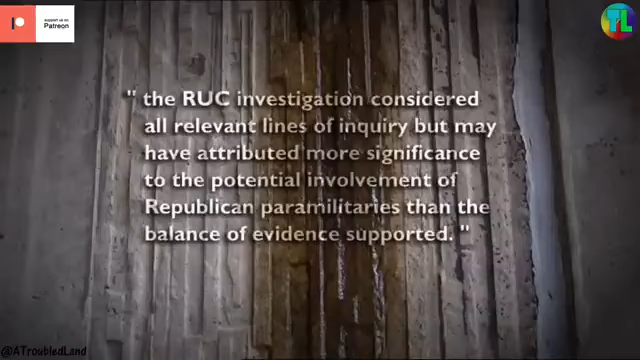 support us on
Patreon
TL
" the RUC investigation considered
all relevant lines of inquiry but may
have attributed more significance
to the potential involvement of
Republican paramilitaries than the
balance of evidence supported. "
@ATroubledLand